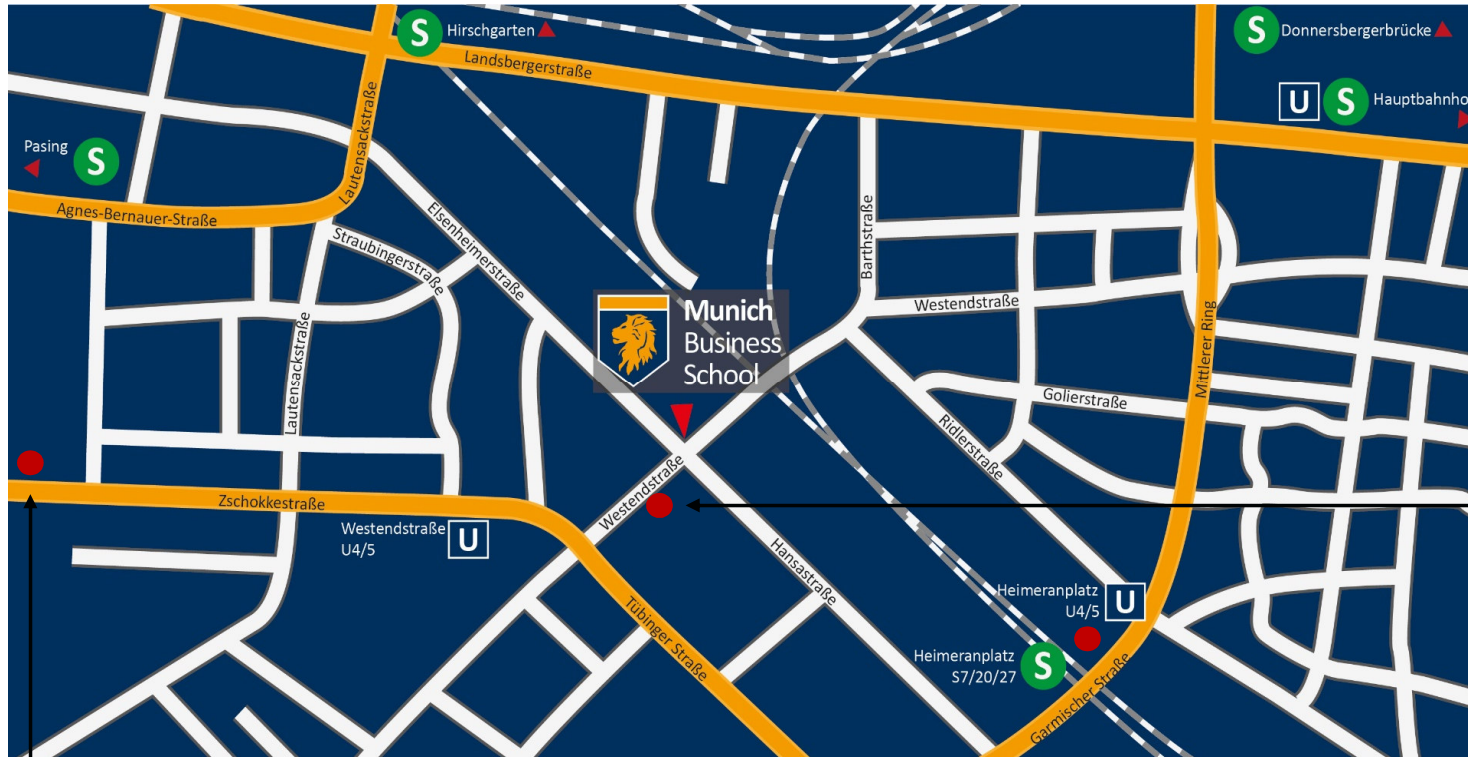 S Hirschgarten
S Donnersbergerbrücke
Landsbergerstraße
U S Hauptbahnho
Pasing S
Lautensackstraße
Agnes-Bernauer-Straße
Elsenheimerstraße
Straubingerstraße
Barthstraße
Westendstraße
Munich
Business
School
Mittlerer Ring
Lautensackstraße
Golierstraße
Ridlerstraße
Zschokkestraße
Westendstraße
Westendstraße
U4/5
U
Hansastraße
Heimeranplatz
U4/5
U
Tübinger Straße
Heimeranplatz
S7/20/27
S
Garmischer Straße